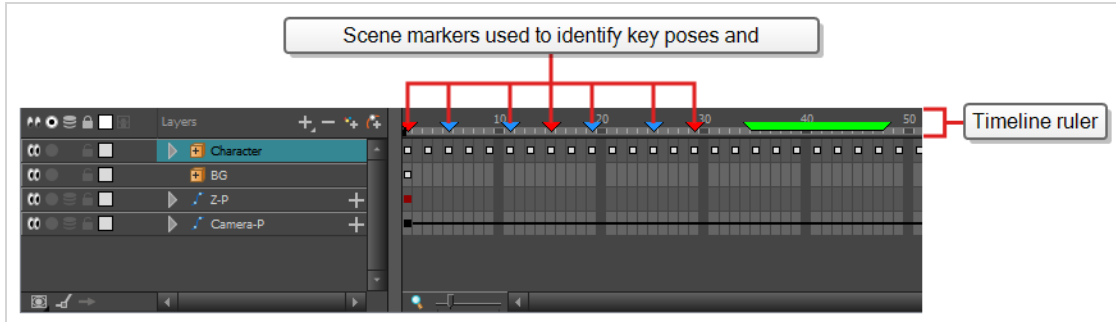 Scene markers used to identify key poses and
Layers
10
20
30
40
50
Timeline ruler
Character
BG
Z-P
Camera-P